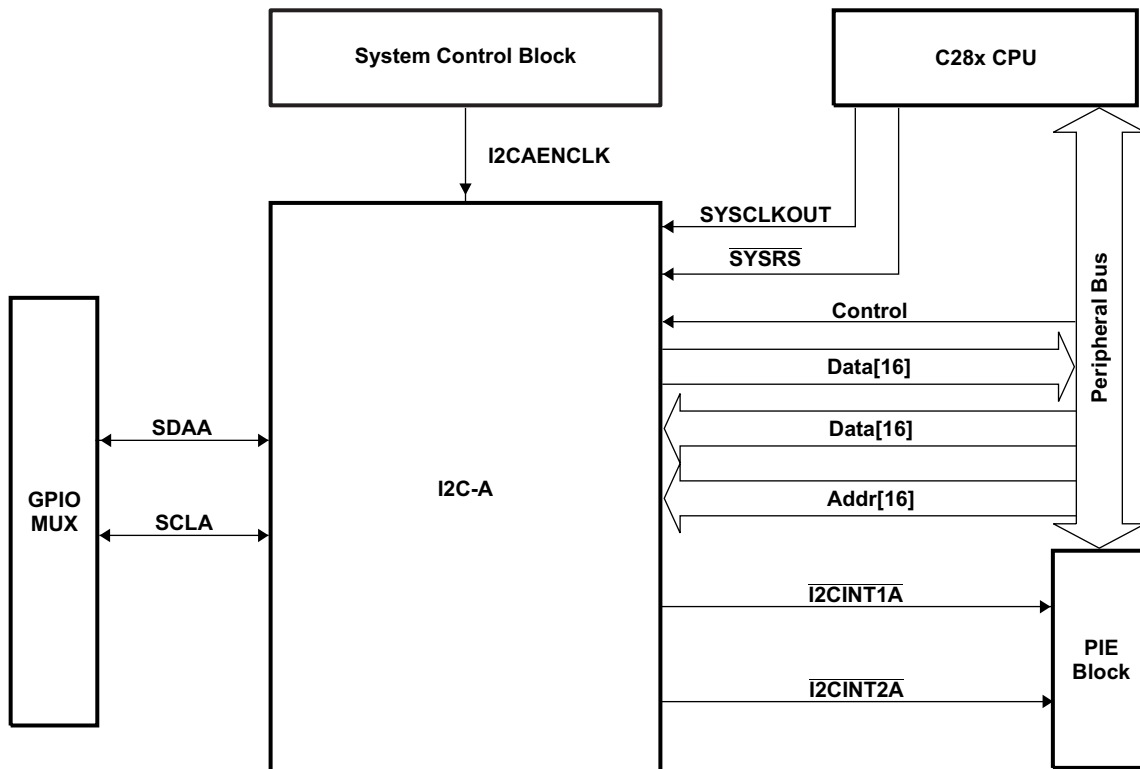 System Control Block
C28x CPU
I2CAENCLK
SYSCLKOUT
SYSRS
Control
Data[16]
Data[16]
Addr[16]
Peripheral Bus
SDAA
SCLA
GPIO
MUX
I2C-A
I2CINT1A
I2CINT2A
PIE
Block